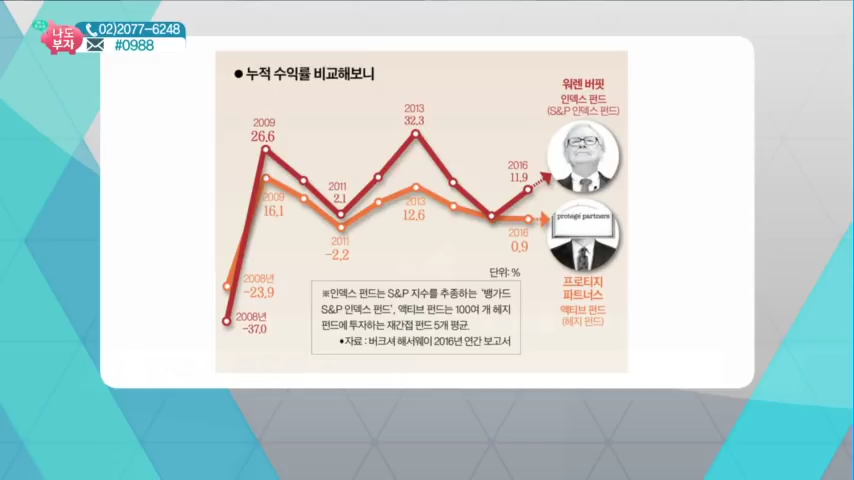 나도
부자
02)2077-6248
#0988
● 누적 수익률 비교해보니
워렌 버핏
인덱스 펀드
(S&P 인덱스 펀드)
2009
26.6
2013
32.3
2011
2.1
2016
11.9
2009
16.1
2013
12.6
2011
-2.2
2016
0.9
protégé partners
2008년
-23.9
2008년
-37.0
프로티지
파트너스
액티브 펀드
(헤지 펀드)
단위: %
※인덱스 펀드는 S&P 지수를 추종하는 '뱅가드
S&P 인덱스 펀드', 액티브 펀드는 100여 개 헤지
펀드에 투자하는 재간접 펀드 5개 평균.
●자료 : 버크셔 해서웨이 2016년 연간 보고서